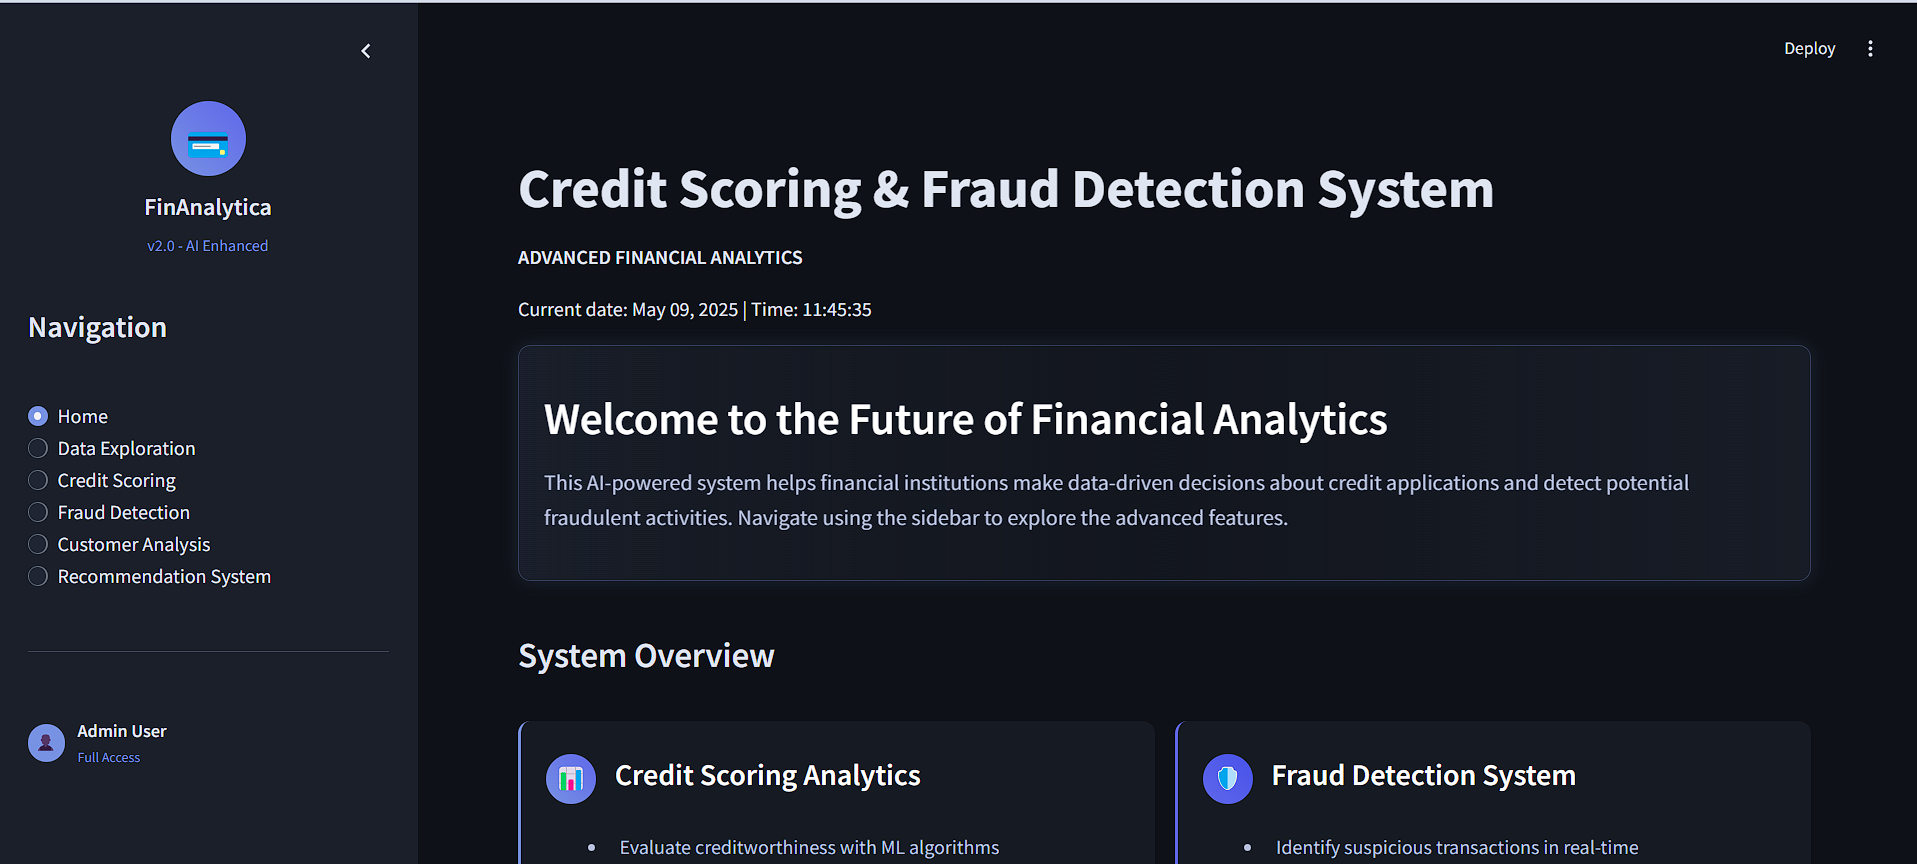 Deploy
FinAnalytica
v2.0 - AI Enhanced
Navigation
Home
Data Exploration
Credit Scoring
Fraud Detection
Customer Analysis
Recommendation System
Admin User
Full Access
Credit Scoring & Fraud Detection System
ADVANCED FINANCIAL ANALYTICS
Current date: May 09, 2025 | Time: 11:45:35
Welcome to the Future of Financial Analytics
This AI-powered system helps financial institutions make data-driven decisions about credit applications and detect potential
fraudulent activities. Navigate using the sidebar to explore the advanced features.
System Overview
Credit Scoring Analytics
• Evaluate creditworthiness with ML algorithms
Fraud Detection System
• Identify suspicious transactions in real-time